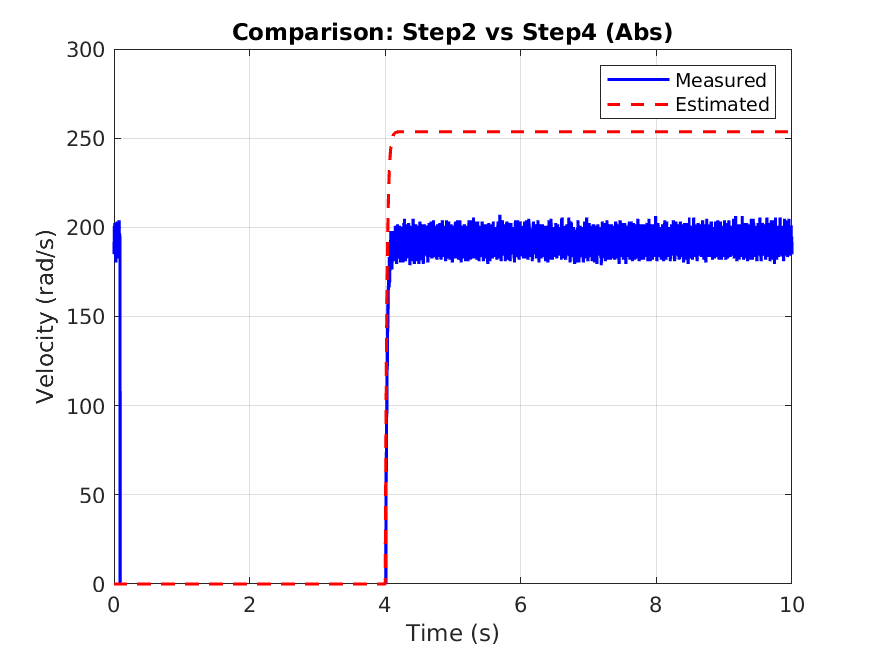 Comparison: Step2 vs Step4 (Abs)
Measured
Estimated
Velocity (rad/s)
300
250
200
150
100
50
0
0 2 4 6 8 10
Time (s)